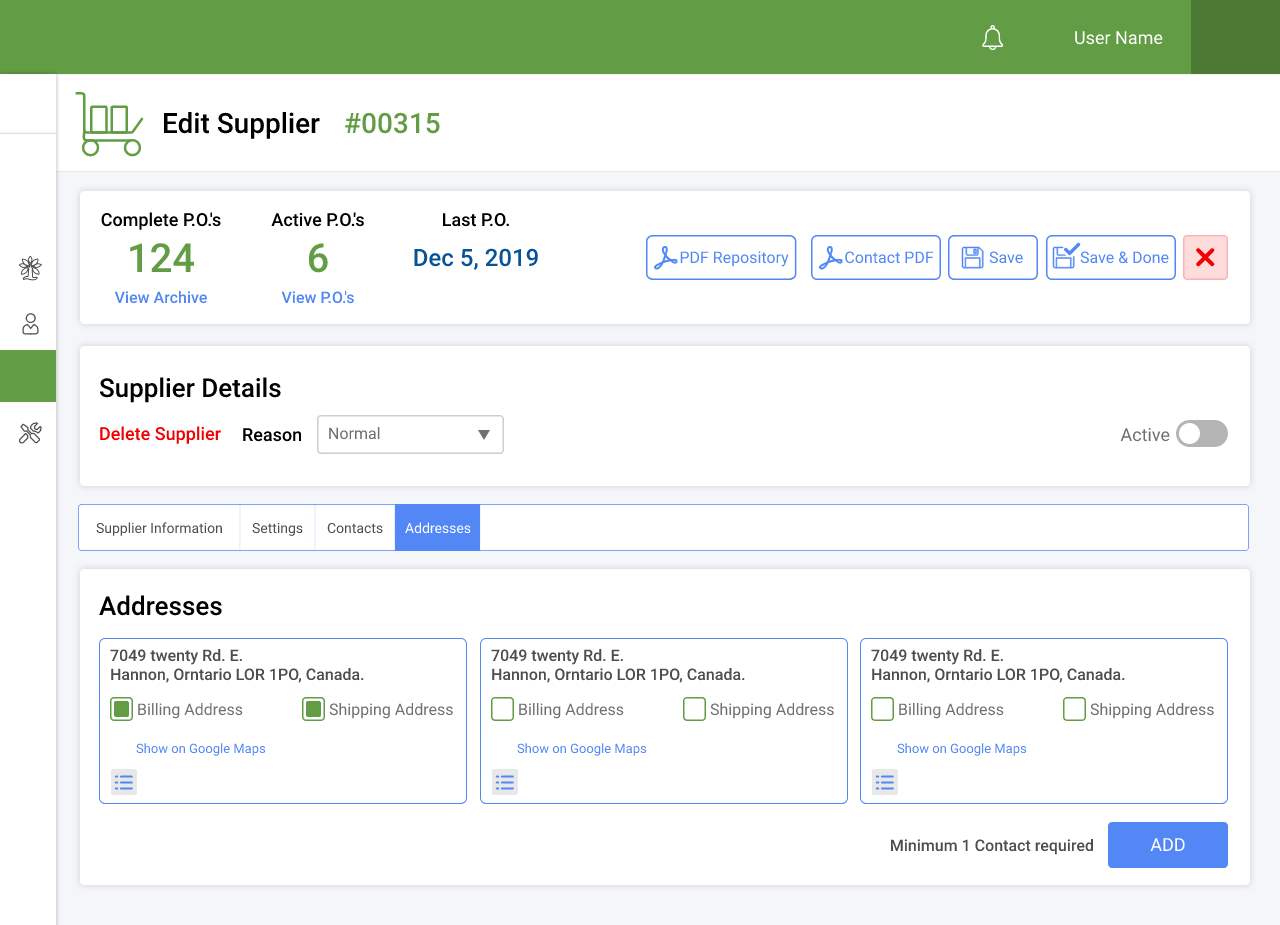 User Name
Edit Supplier #00315
Complete P.O.'s
124
View Archive
Active P.O.'s
6
View P.O.'s
Last P.O.
Dec 5, 2019
PDF Repository
Contact PDF
Save
Save & Done
Supplier Details
Delete Supplier
Reason
Normal
Active
Supplier Information
Settings
Contacts
Addresses
Addresses
7049 twenty Rd. E.
Hannon, Orntario LOR 1PO, Canada.
Billing Address
Shipping Address
Show on Google Maps
7049 twenty Rd. E.
Hannon, Orntario LOR 1PO, Canada.
Billing Address
Shipping Address
Show on Google Maps
7049 twenty Rd. E.
Hannon, Orntario LOR 1PO, Canada.
Billing Address
Shipping Address
Show on Google Maps
Minimum 1 Contact required
ADD